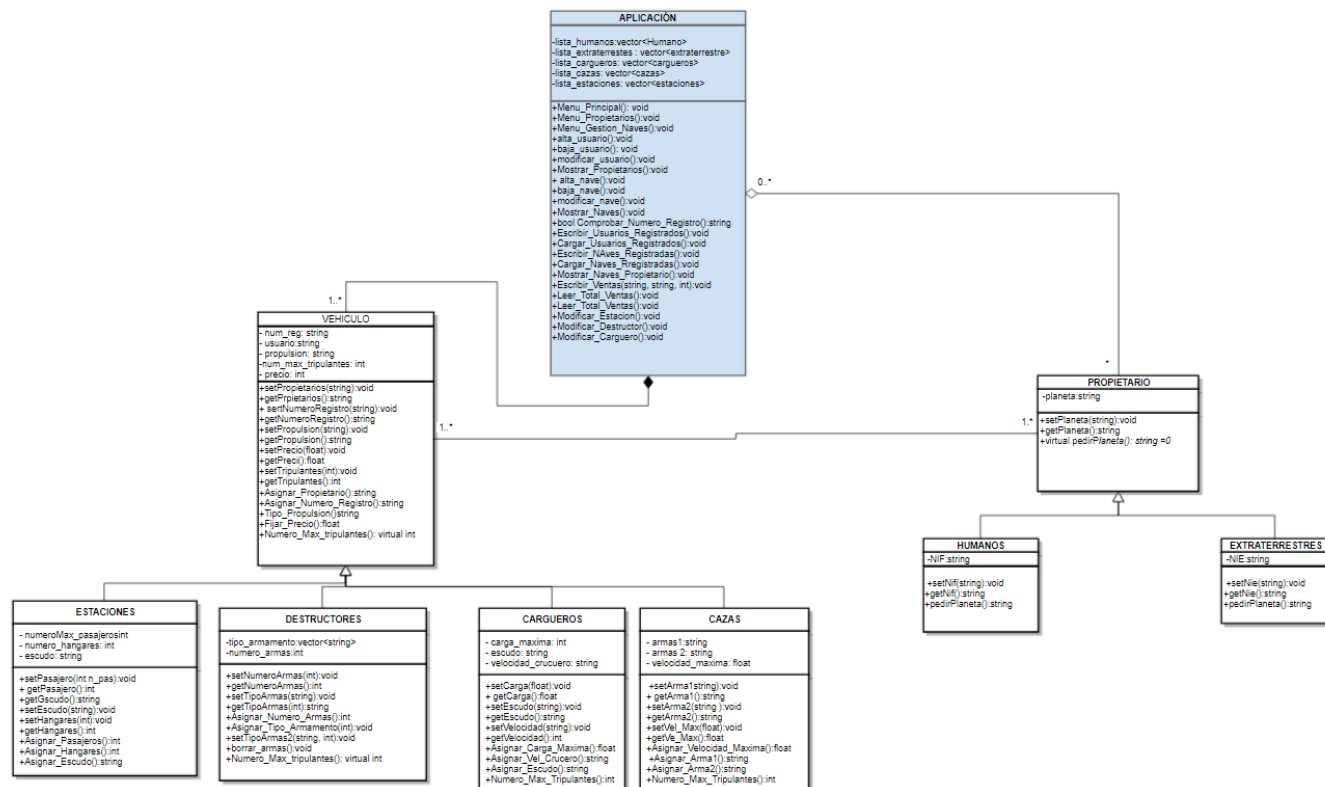 APLICACIÓN
-lista_humanos:vector<Humano>
-lista_extraterrestes : vector<extraterrestre>
-lista_cargueros: vector<cargueros>
-lista_cazas: vector<cazas>
-lista_estaciones: vector<estaciones>
+Menu_Principal(): void
+Menu_Propietarios():void
+Menu_Gestion_Naves():void
+alta_usuario():void
+baja_usuario(): void
+modificar_usuario():void
+Mostrar_Propietarios():void
+ alta_nave():void
+baja_nave():void
+modificar_nave():void
+Mostrar_Naves():void
+bool Comprobar_Numero_Registro():string
+Escribir_Usuarios_Registrados():void
+Cargar_Usuarios_Registrados():void
+Escribir_NAves_Registradas():void
+Cargar_Naves_Rregistradas():void
+Mostrar_Naves_Propietario():void
+Escribir_Ventas(string, string, int):void
+Leer_Total_Ventas():void
+Leer_Total_Ventas():void
+Modificar_Estacion():void
+Modificar_Destructor():void
+Modificar_Carguero():void
0..*
*
1..*
1..*
1..*
VEHICULO
- num_reg: string
- usuario:string
- propulsion: string
-num_max_tripulantes: int
- precio: int
+setPropietarios(string):void
+getPrpietarios():string
+ sertNumeroRegistro(string):void
+getNumeroRegistro():string
+setPropulsion(string):void
+getPropulsion():string
+setPrecio(float):void
+getPreci():float
+setTripulantes(int):void
+getTripulantes():int
+Asignar_Propietario():string
+Asignar_Numero_Registro():string
+Tipo_Propulsion()string
+Fijar_Precio():float
+Numero_Max_tripulantes(): virtual int
PROPIETARIO
-planeta:string
+setPlaneta(string):void
+getPlaneta():string
+virtual pedirPlaneta(): string =0
HUMANOS
-NIF:string
+setNif(string):void
+getNif():string
+pedirPlaneta():string
EXTRATERRESTRES
-NIE:string
+setNie(string):void
+getNie():string
+pedirPlaneta():string
ESTACIONES
- numeroMax_pasajerosint
- numero_hangares: int
- escudo: string
+setPasajero(int n_pas):void
+ getPasajero():int
+getGscudo():string
+setEscudo(string):void
+setHangares(int):void
+getHangares():int
+Asignar_Pasajeros():int
+Asignar_Hangares():int
+Asignar_Escudo():string
DESTRUCTORES
-tipo_armamento:vector<string>
-numero_armas:int
+setNumeroArmas(int):void
+getNumeroArmas():int
+setTipoArmas(string):void
+getTipoArmas(int):string
+Asignar_Numero_Armas():int
+Asignar_Tipo_Armamento(int):void
+setTipoArmas2(string, int):void
+borrar_armas():void
+Numero_Max_tripulantes(): virtual int
CARGUEROS
- carga_maxima: int
- escudo: string
- velocidad_crucuero: string
+setCarga(float):void
+ getCarga():float
+setEscudo(string):void
+getEscudo():string
+setVelocidad(string):void
+getVelocidad():int
+Asignar_Carga_Maxima():float
+Asignar_Vel_Crucero():string
+Asignar_Escudo():string
+Numero_Max_Tripulantes():int
CAZAS
- armas1:string
- armas 2: string
- velocidad_maxima: float
+setArma1string):void
+ getArma1():string
+setArma2(string ):void
+getArma2():string
+setVel_Max(float):void
+getVe_Max():float
+Asignar_Velocidad_Maxima():float
+Asignar_Arma1():string
+Asignar_Arma2():string
+Numero_Max_Tripulantes():int